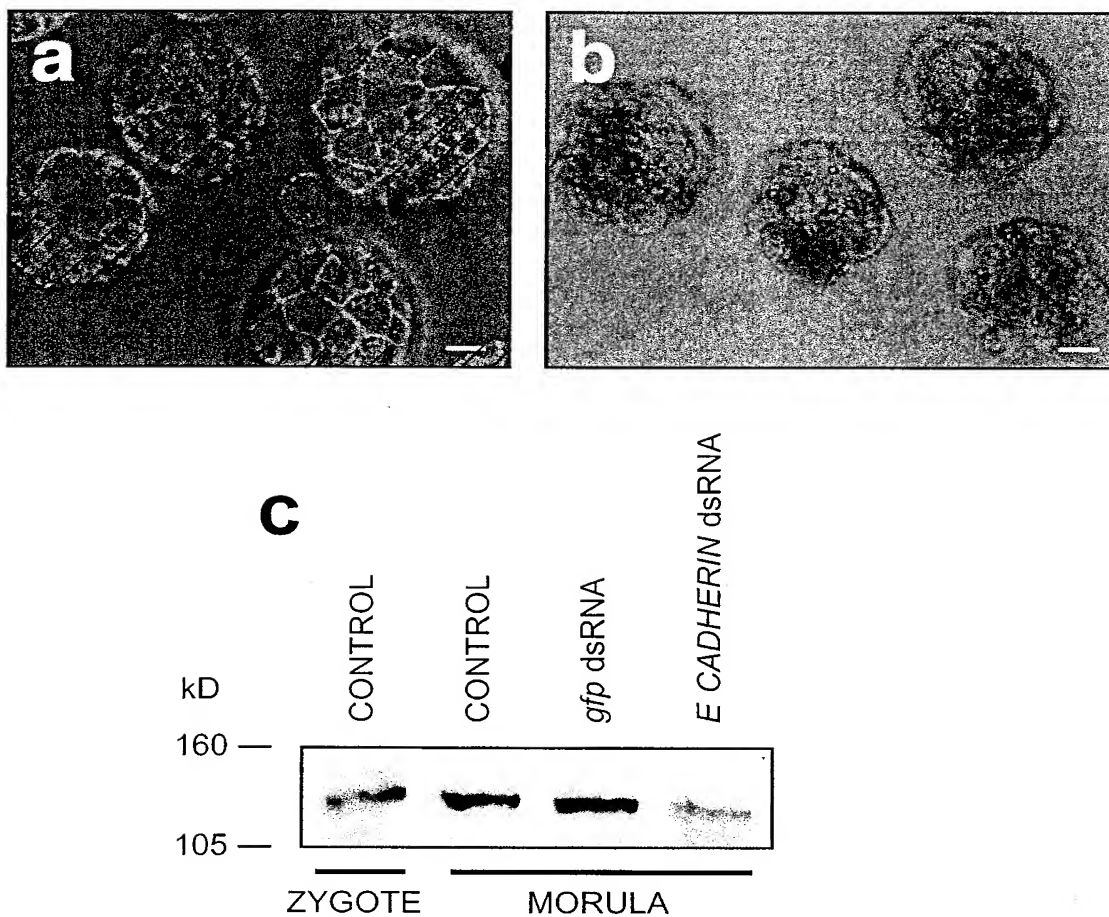 a
b
c
CONTROL
CONTROL
gfp dsRNA
E CADHERIN dsRNA
kD
160
105
ZYGOTE
MORULA